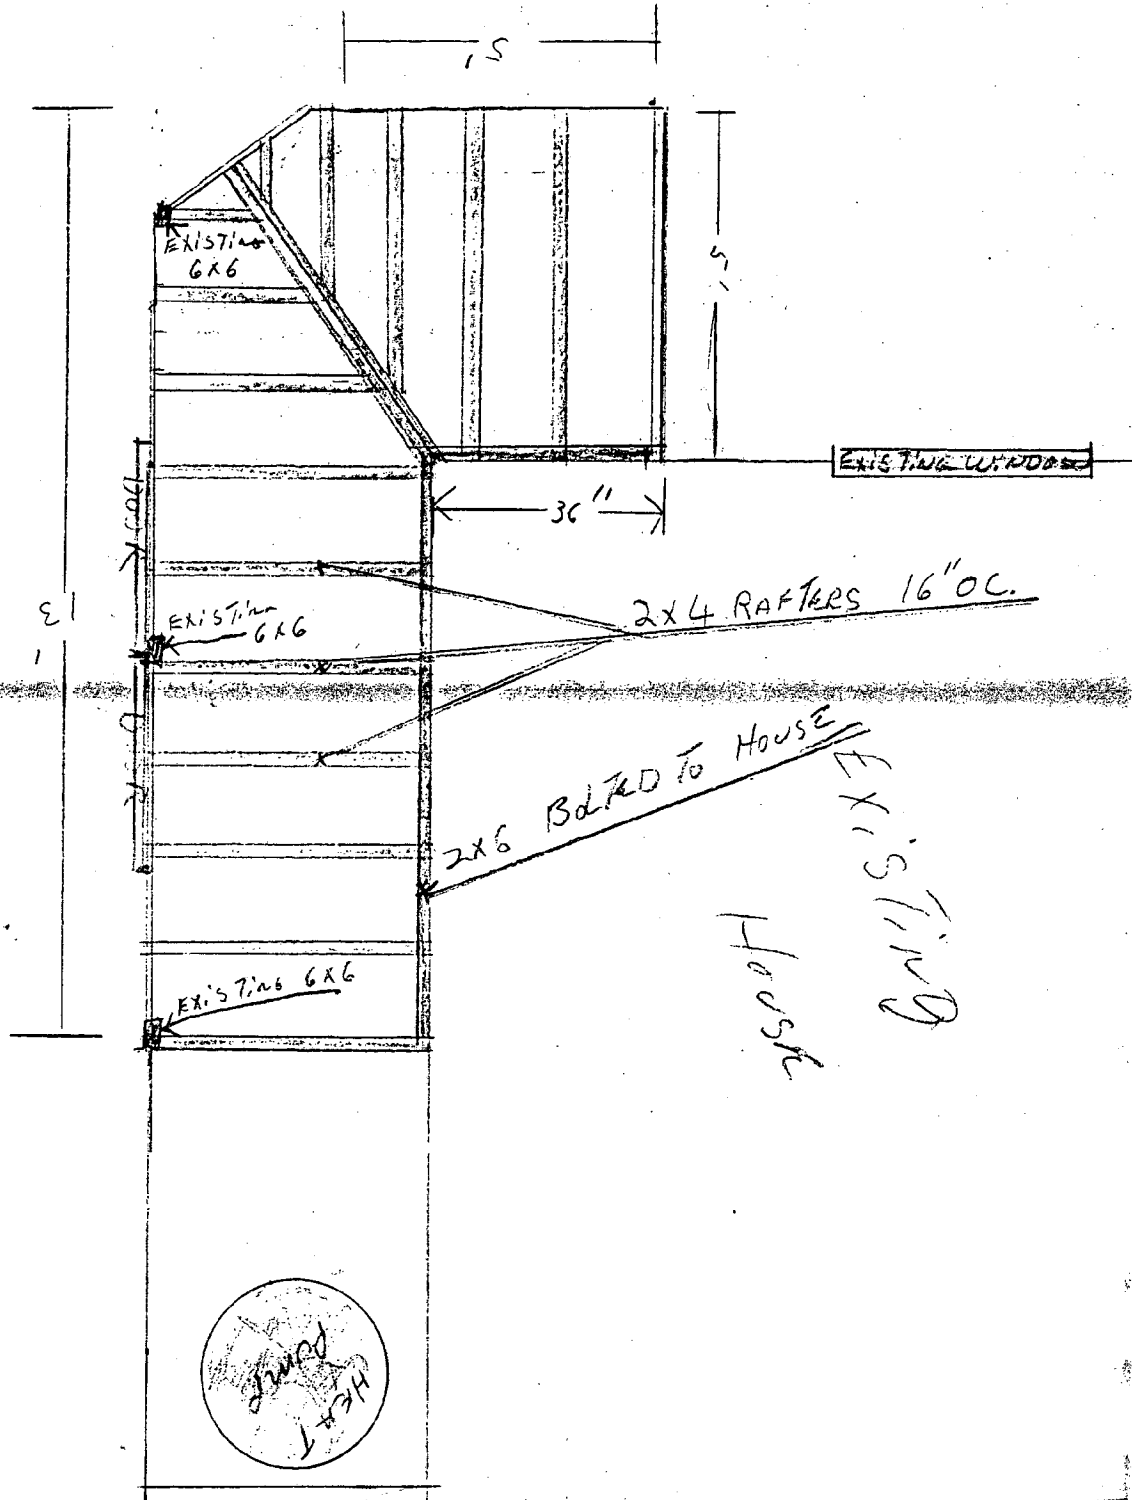 5'
EXISTING
6X6
5'
EXISTING WINDOW
36"
DOOR
2X4 RAFTERS 16" OC.
13'
EXISTING
6X6
2X6 BOLTED TO HOUSE
EXISTING
HOUSE
EXISTING 6X6
HEAT
PUMP